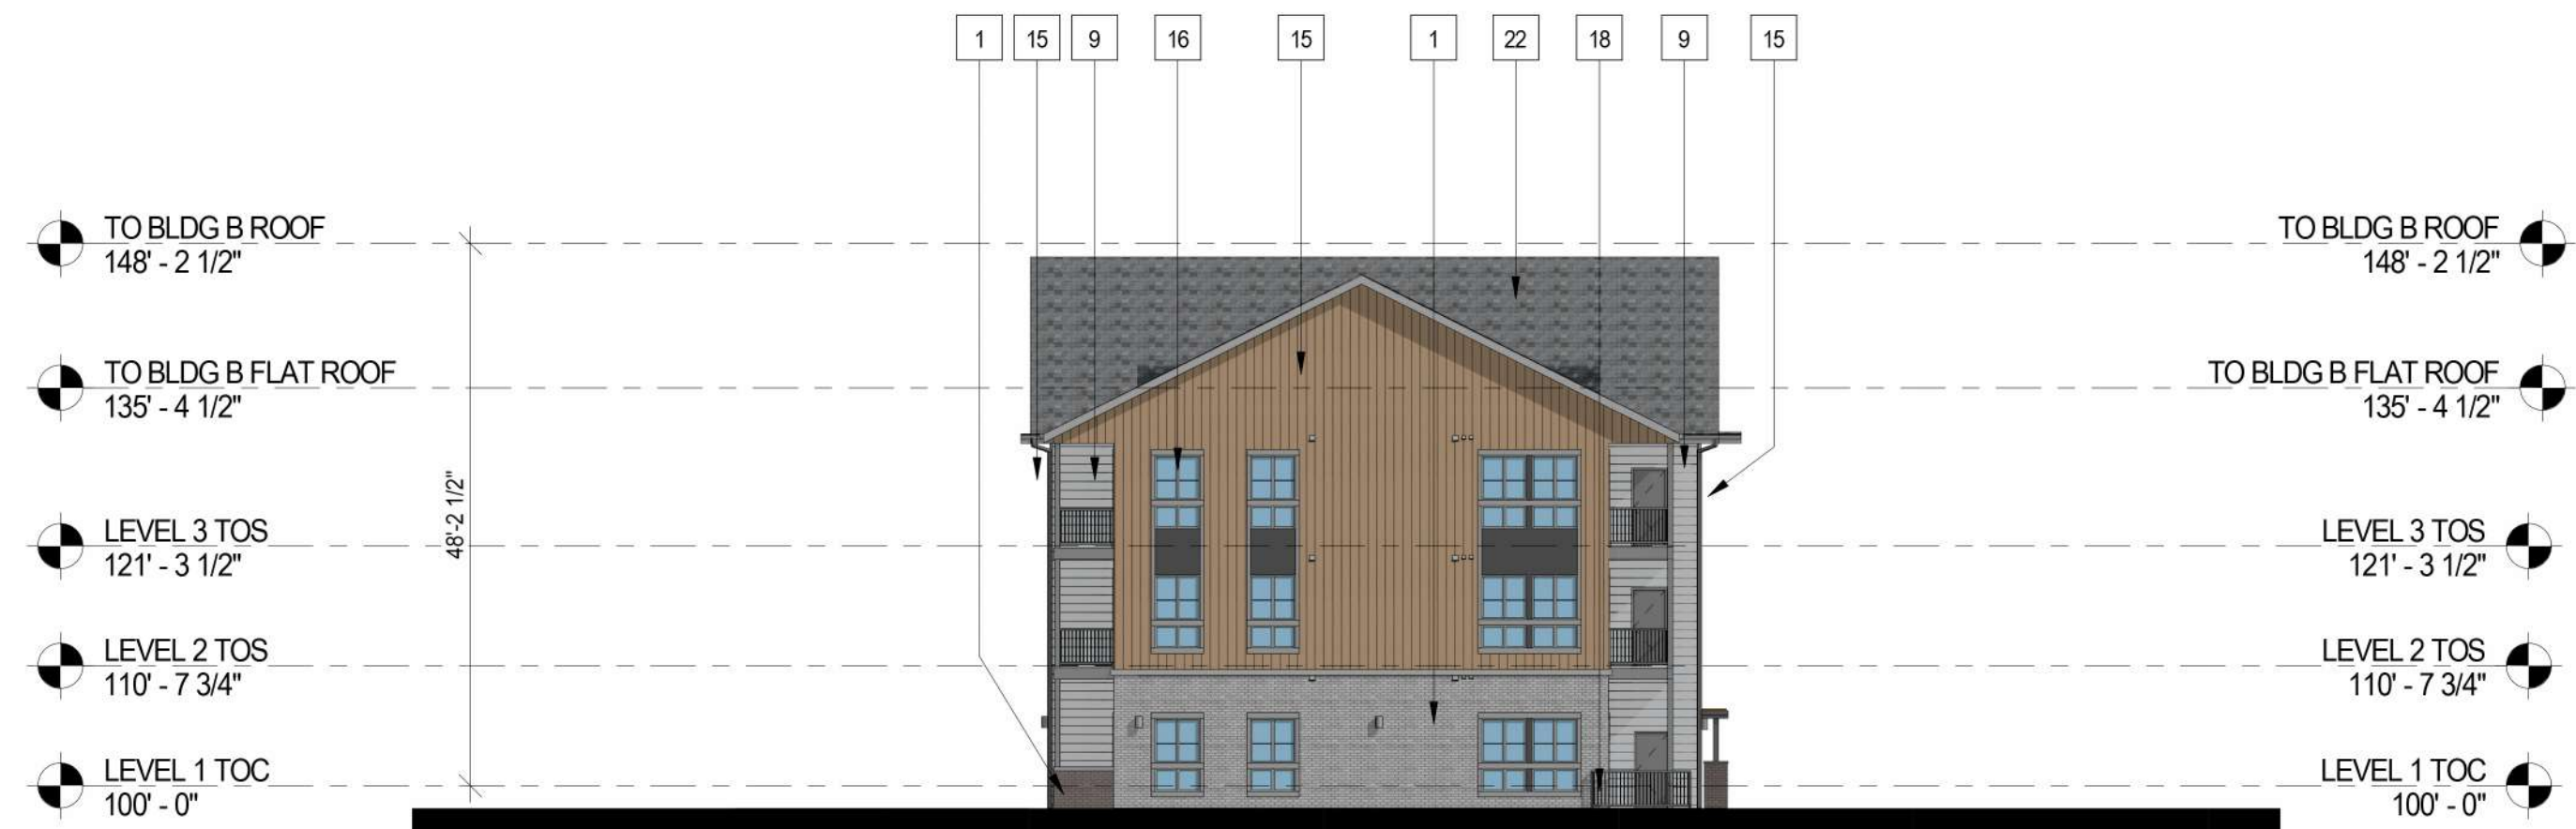 1 15 9 16 15 1 22 18 9 15
TO BLDG B ROOF
148' - 2 1/2"
TO BLDG B ROOF
148' - 2 1/2"
TO BLDG B FLAT ROOF
135' - 4 1/2"
TO BLDG B FLAT ROOF
135' - 4 1/2"
48'-2 1/2"
LEVEL 3 TOS
121' - 3 1/2"
LEVEL 3 TOS
121' - 3 1/2"
LEVEL 2 TOS
110' - 7 3/4"
LEVEL 2 TOS
110' - 7 3/4"
LEVEL 1 TOC
100' - 0"
LEVEL 1 TOC
100' - 0"